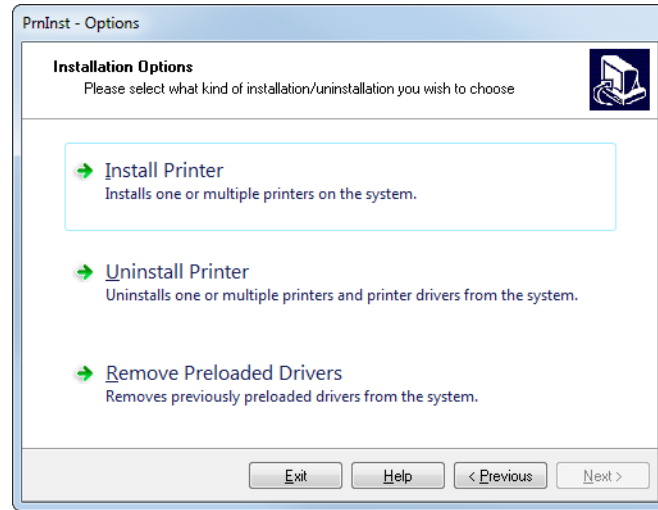 PrnInst - Options
Installation Options
Please select what kind of installation/uninstallation you wish to choose
Install Printer
Installs one or multiple printers on the system.
Uninstall Printer
Uninstalls one or multiple printers and printer drivers from the system.
Remove Preloaded Drivers
Removes previously preloaded drivers from the system.
Exit Help < Previous Next >